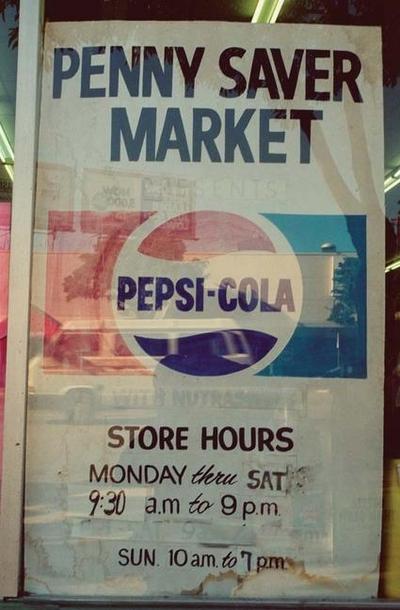 PENNY SAVER
MARKET
PRESENTS
PEPSI-COLA
STORE HOURS
MONDAY thru SAT
9:30 a.m to 9 p.m.
SUN. 10 am. to 7 p.m.